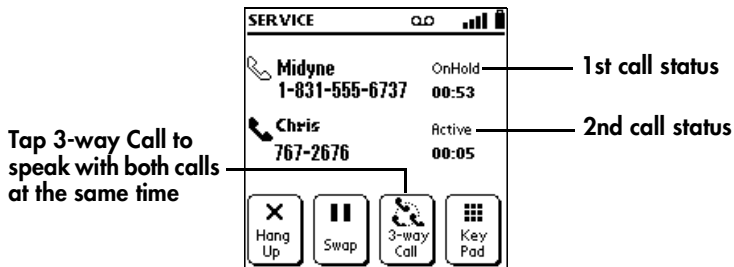 SERVICE
Midyne OnHold
1-831-555-6737 00:53
1st call status
Chris Active
767-2676 00:05
2nd call status
Tap 3-way Call to
speak with both calls
at the same time
Hang
Up
Swap
3-way
Call
Key
Pad